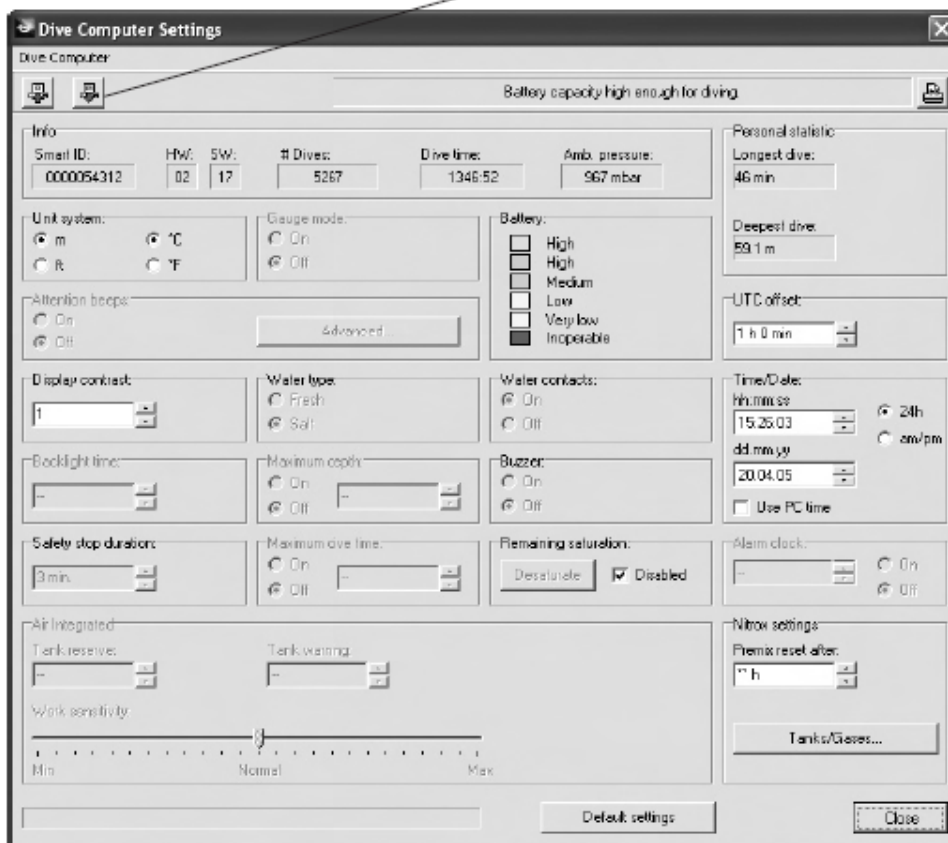 Dive Computer Settings
Dive Computer
Battery capacity high enough for diving.
Info
Smart ID: HW: SW: # Dives: Dive time: Amb. pressure:
0000054312 02 17 5267 1346:52 967 mbar
Personal statistic
Longest dive:
46 min
Deepest dive:
59.1 m
Unit system:
m °C
ft °F
Gauge mode:
On
Off
Battery:
High
High
Medium
Low
Very low
Inoperable
Attention beeps:
On
Off
Advanced...
UTC offset:
1 h 0 min
Display contrast:
1
Water type:
Fresh
Salt
Water contacts:
On
Off
Time/Date:
hh:mm:ss
15:26:03
24h
am/pm
dd.mm.yy
20.04.05
Use PC time
Backlight time:
--
Maximum depth:
On
Off
--
Buzzer:
On
Off
Safety stop duration:
3 min.
Maximum dive time:
On
Off
--
Remaining saturation:
Desaturate Disabled
Alarm clock:
--
On
Off
Air Integrated
Tank reserve:
--
Tank warning:
--
Work sensitivity:
Min Normal Max
Nitrox settings
Premix reset after:
** h
Tanks/Gases...
Default settings
Close